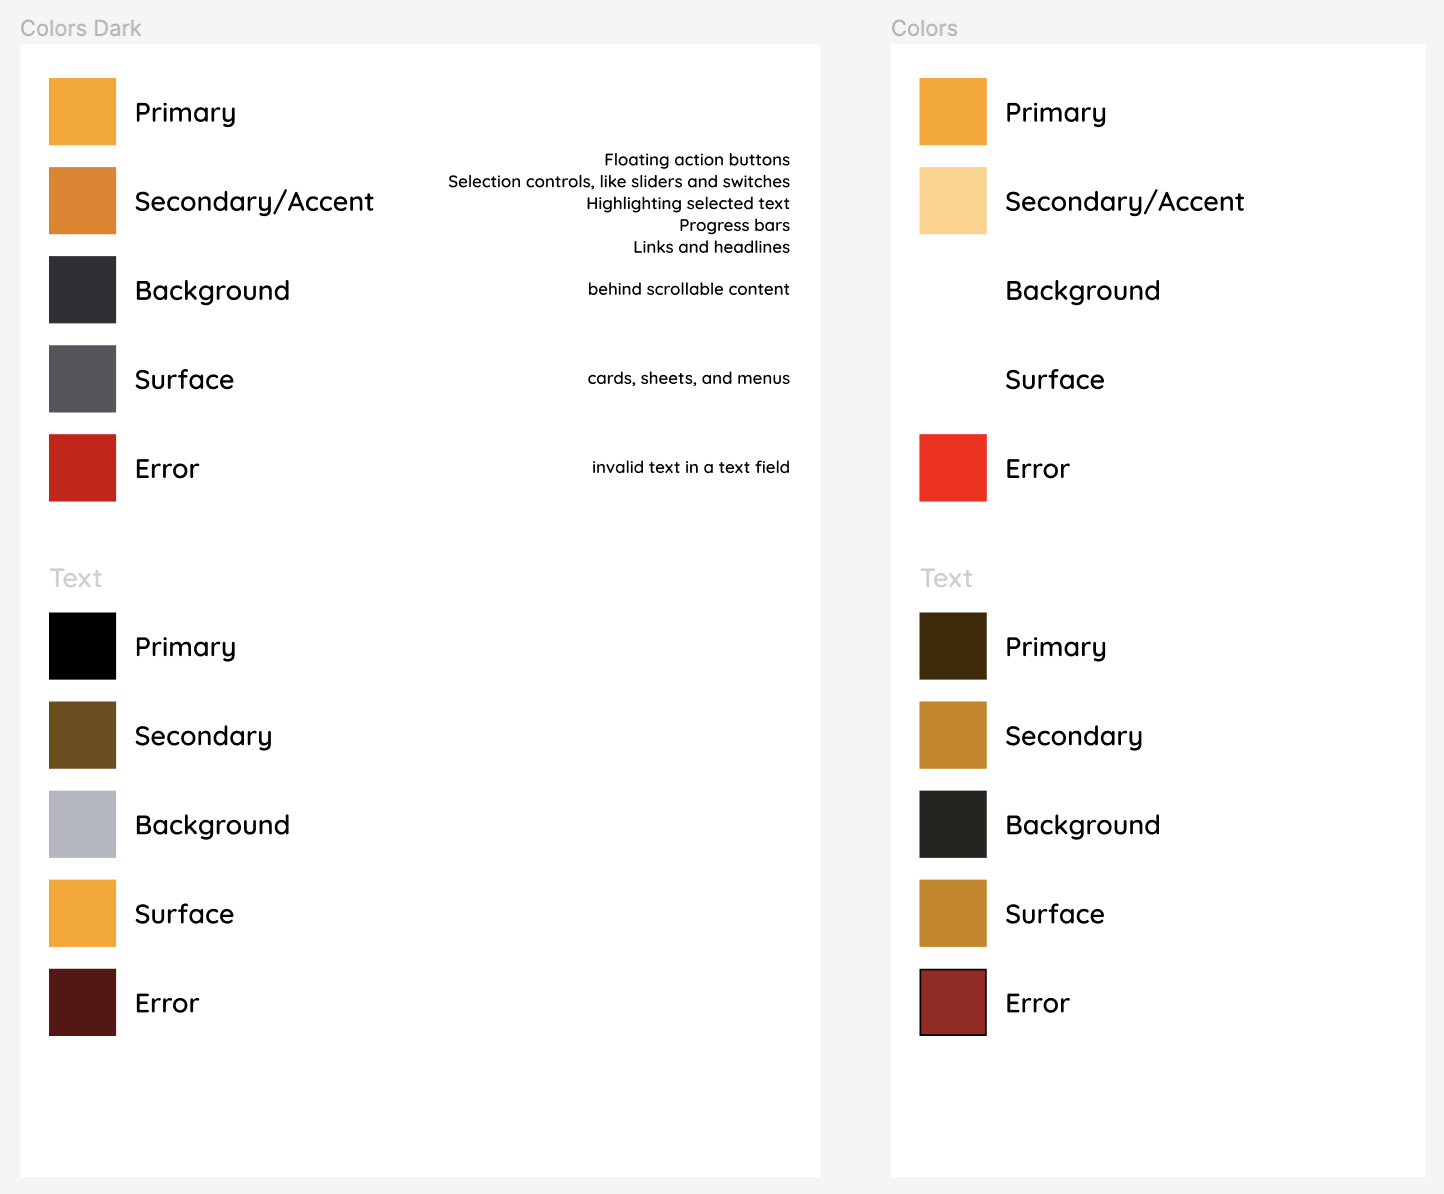 Colors Dark
Primary
Secondary/Accent
Floating action buttons
Selection controls, like sliders and switches
Highlighting selected text
Progress bars
Links and headlines
Background
behind scrollable content
Surface
cards, sheets, and menus
Error
invalid text in a text field
Text
Primary
Secondary
Background
Surface
Error
Colors
Primary
Secondary/Accent
Background
Surface
Error
Text
Primary
Secondary
Background
Surface
Error